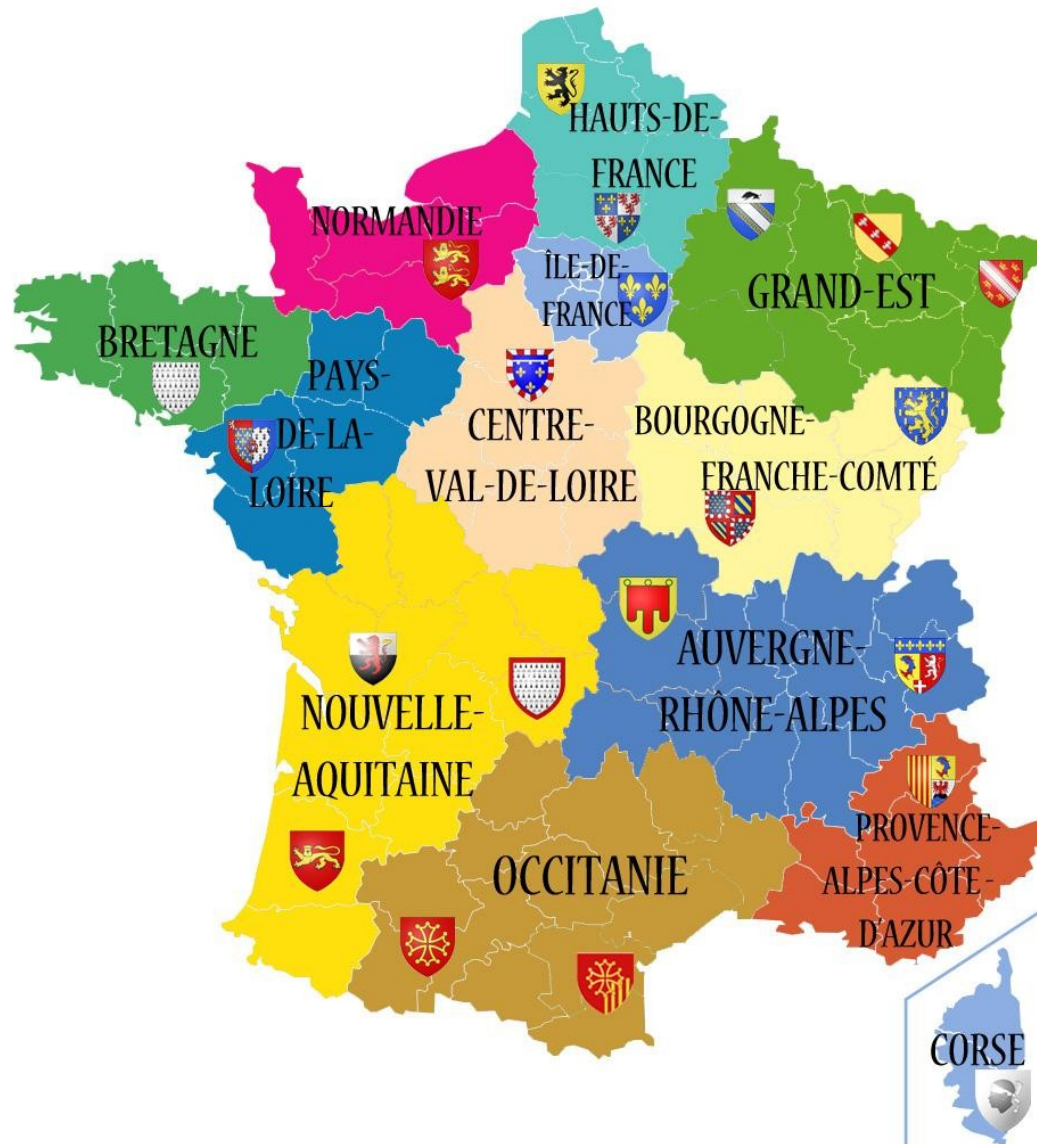 HAUTS-DE-
FRANCE
NORMANDIE
ÎLE-DE-
FRANCE
GRAND-EST
BRETAGNE
PAYS-
DE-LA-
LOIRE
CENTRE-
VAL-DE-LOIRE
BOURGOGNE-
FRANCHE-COMTÉ
NOUVELLE-
AQUITAINE
AUVERGNE-
RHÔNE-ALPES
OCCITANIE
PROVENCE-
ALPES-CÔTE-
D'AZUR
CORSE